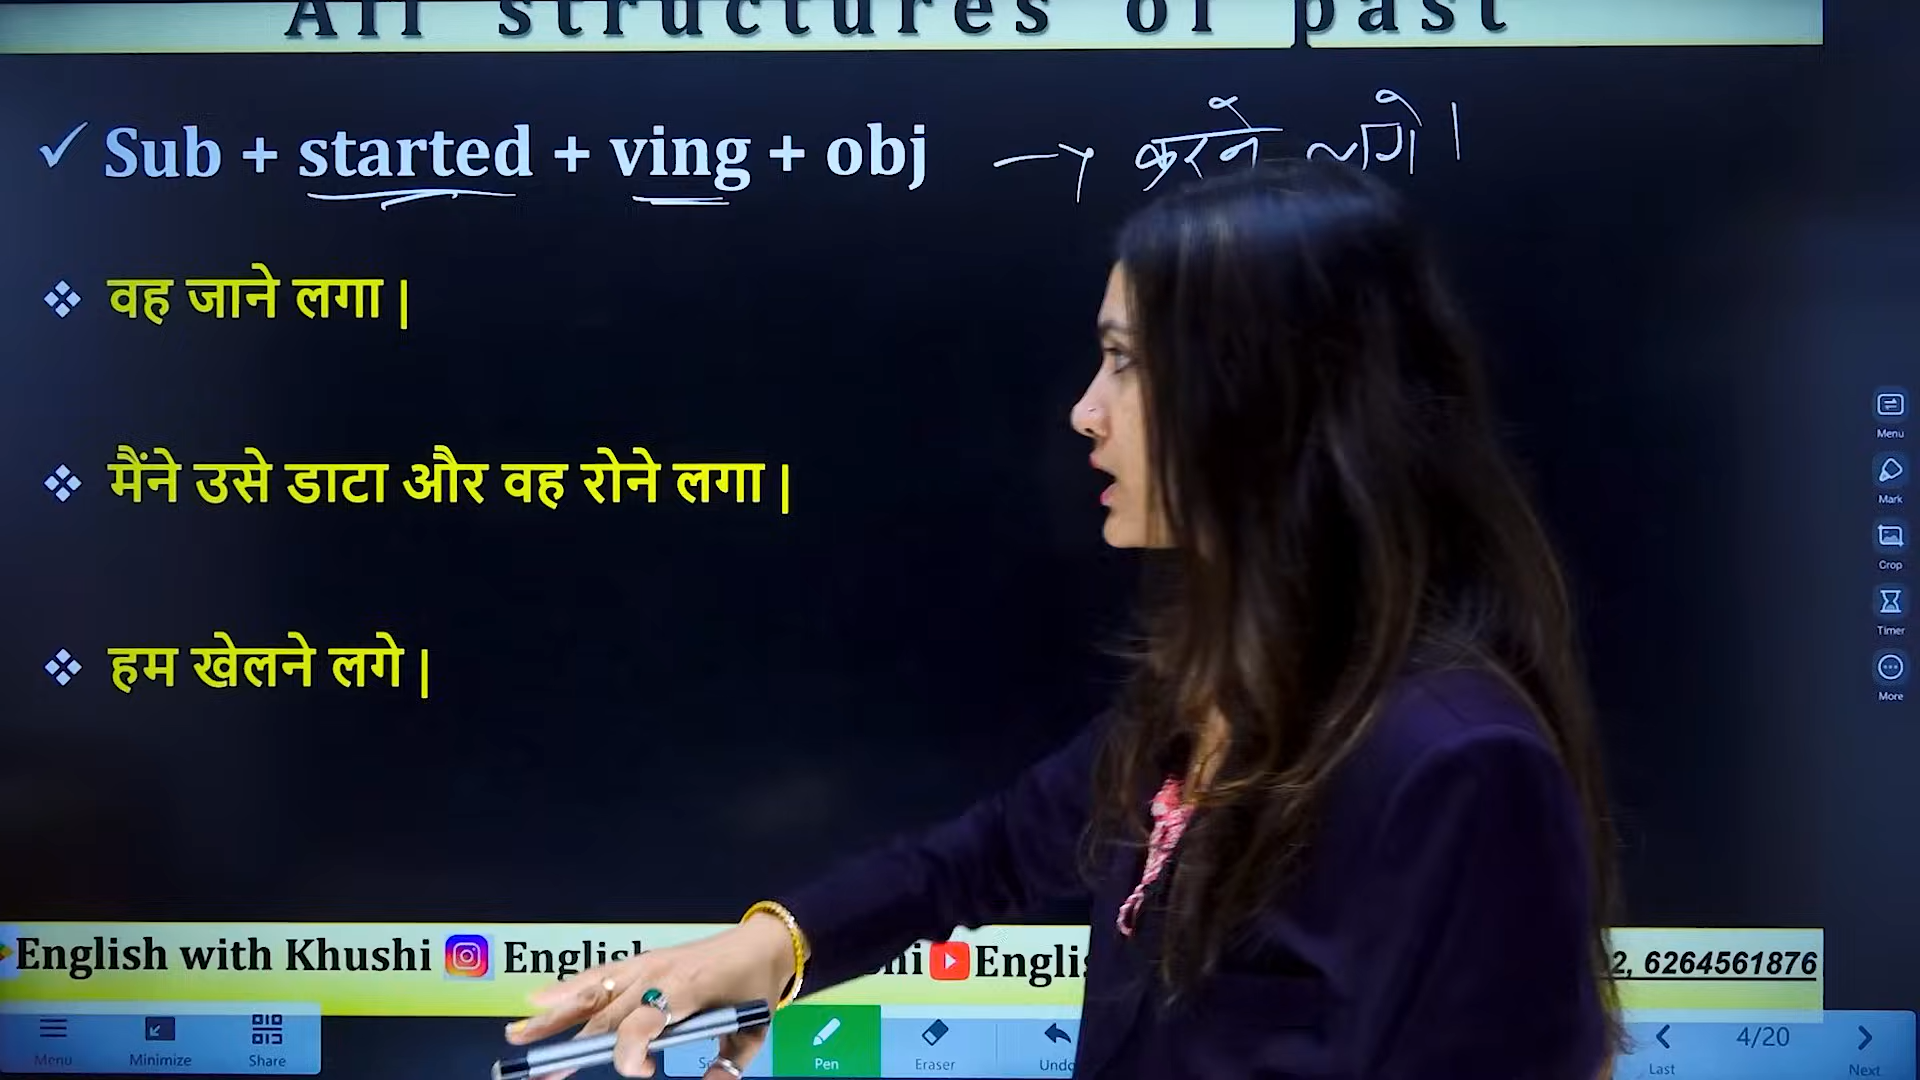 All structures of past
✓ Sub + started + ving + obj → करने लगे ।
❖ वह जाने लगा |
❖ मैंने उसे डाटा और वह रोने लगा |
❖ हम खेलने लगे |
Menu
Mark
Crop
Timer
More
English with Khushi
2, 6264561876
Menu Minimize Share Pen Eraser Undo Last 4/20 Next